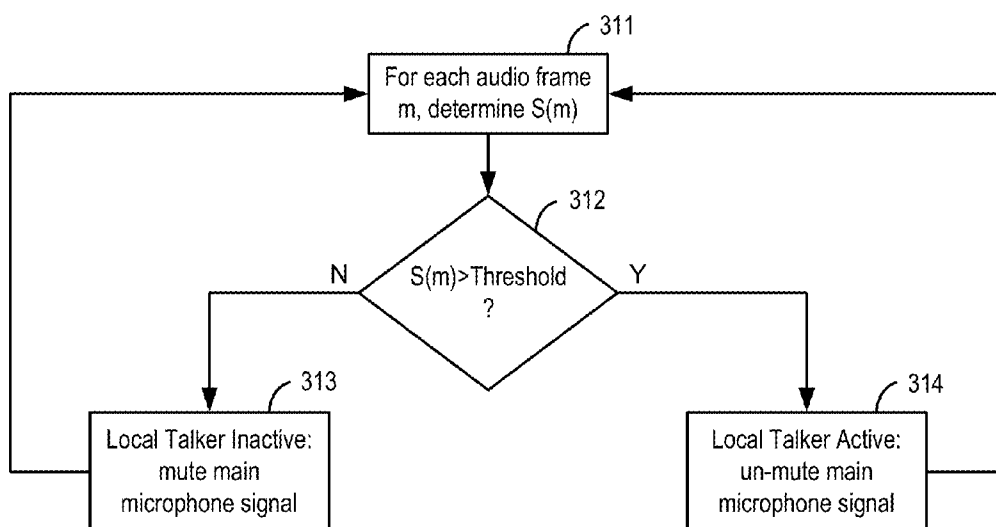 311
For each audio frame
m, determine S(m)
312
N
S(m)>Threshold
?
Y
313
Local Talker Inactive:
mute main
microphone signal
314
Local Talker Active:
un-mute main
microphone signal